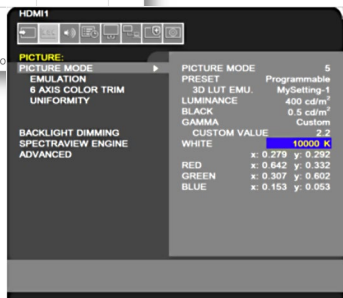 HDMI1
PICTURE:
PICTURE MODE
EMULATION
6 AXIS COLOR TRIM
UNIFORMITY
BACKLIGHT DIMMING
SPECTRAVIEW ENGINE
ADVANCED
PICTURE MODE 5
PRESET Programmable
3D LUT EMU. MySetting-1
LUMINANCE 400 cd/m²
BLACK 0.5 cd/m²
GAMMA Custom
CUSTOM VALUE 2.2
WHITE 10000 K
x: 0.279 y: 0.292
RED x: 0.642 y: 0.332
GREEN x: 0.307 y: 0.602
BLUE x: 0.153 y: 0.053